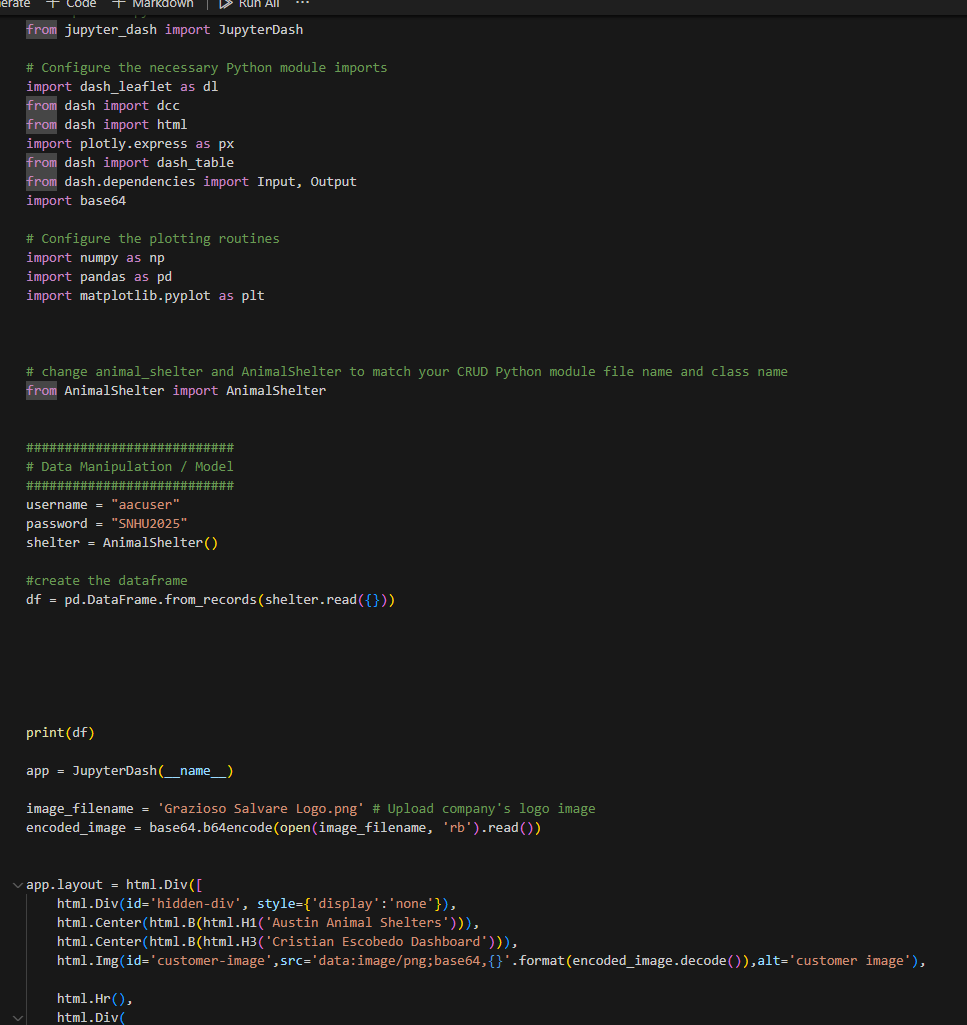 erate + Code + Markdown | Run All ...
from jupyter_dash import JupyterDash
# Configure the necessary Python module imports
import dash_leaflet as dl
from dash import dcc
from dash import html
import plotly.express as px
from dash import dash_table
from dash.dependencies import Input, Output
import base64
# Configure the plotting routines
import numpy as np
import pandas as pd
import matplotlib.pyplot as plt
# change animal_shelter and AnimalShelter to match your CRUD Python module file name and class name
from AnimalShelter import AnimalShelter
###########################
# Data Manipulation / Model
###########################
username = "aacuser"
password = "SNHU2025"
shelter = AnimalShelter()
#create the dataframe
df = pd.DataFrame.from_records(shelter.read({}))
print(df)
app = JupyterDash(__name__)
image_filename = 'Grazioso Salvare Logo.png' # Upload company's logo image
encoded_image = base64.b64encode(open(image_filename, 'rb').read())
app.layout = html.Div([
    html.Div(id='hidden-div', style={'display':'none'}),
    html.Center(html.B(html.H1('Austin Animal Shelters'))),
    html.Center(html.B(html.H3('Cristian Escobedo Dashboard'))),
    html.Img(id='customer-image',src='data:image/png;base64,{}'.format(encoded_image.decode()),alt='customer image'),
    html.Hr(),
    html.Div(